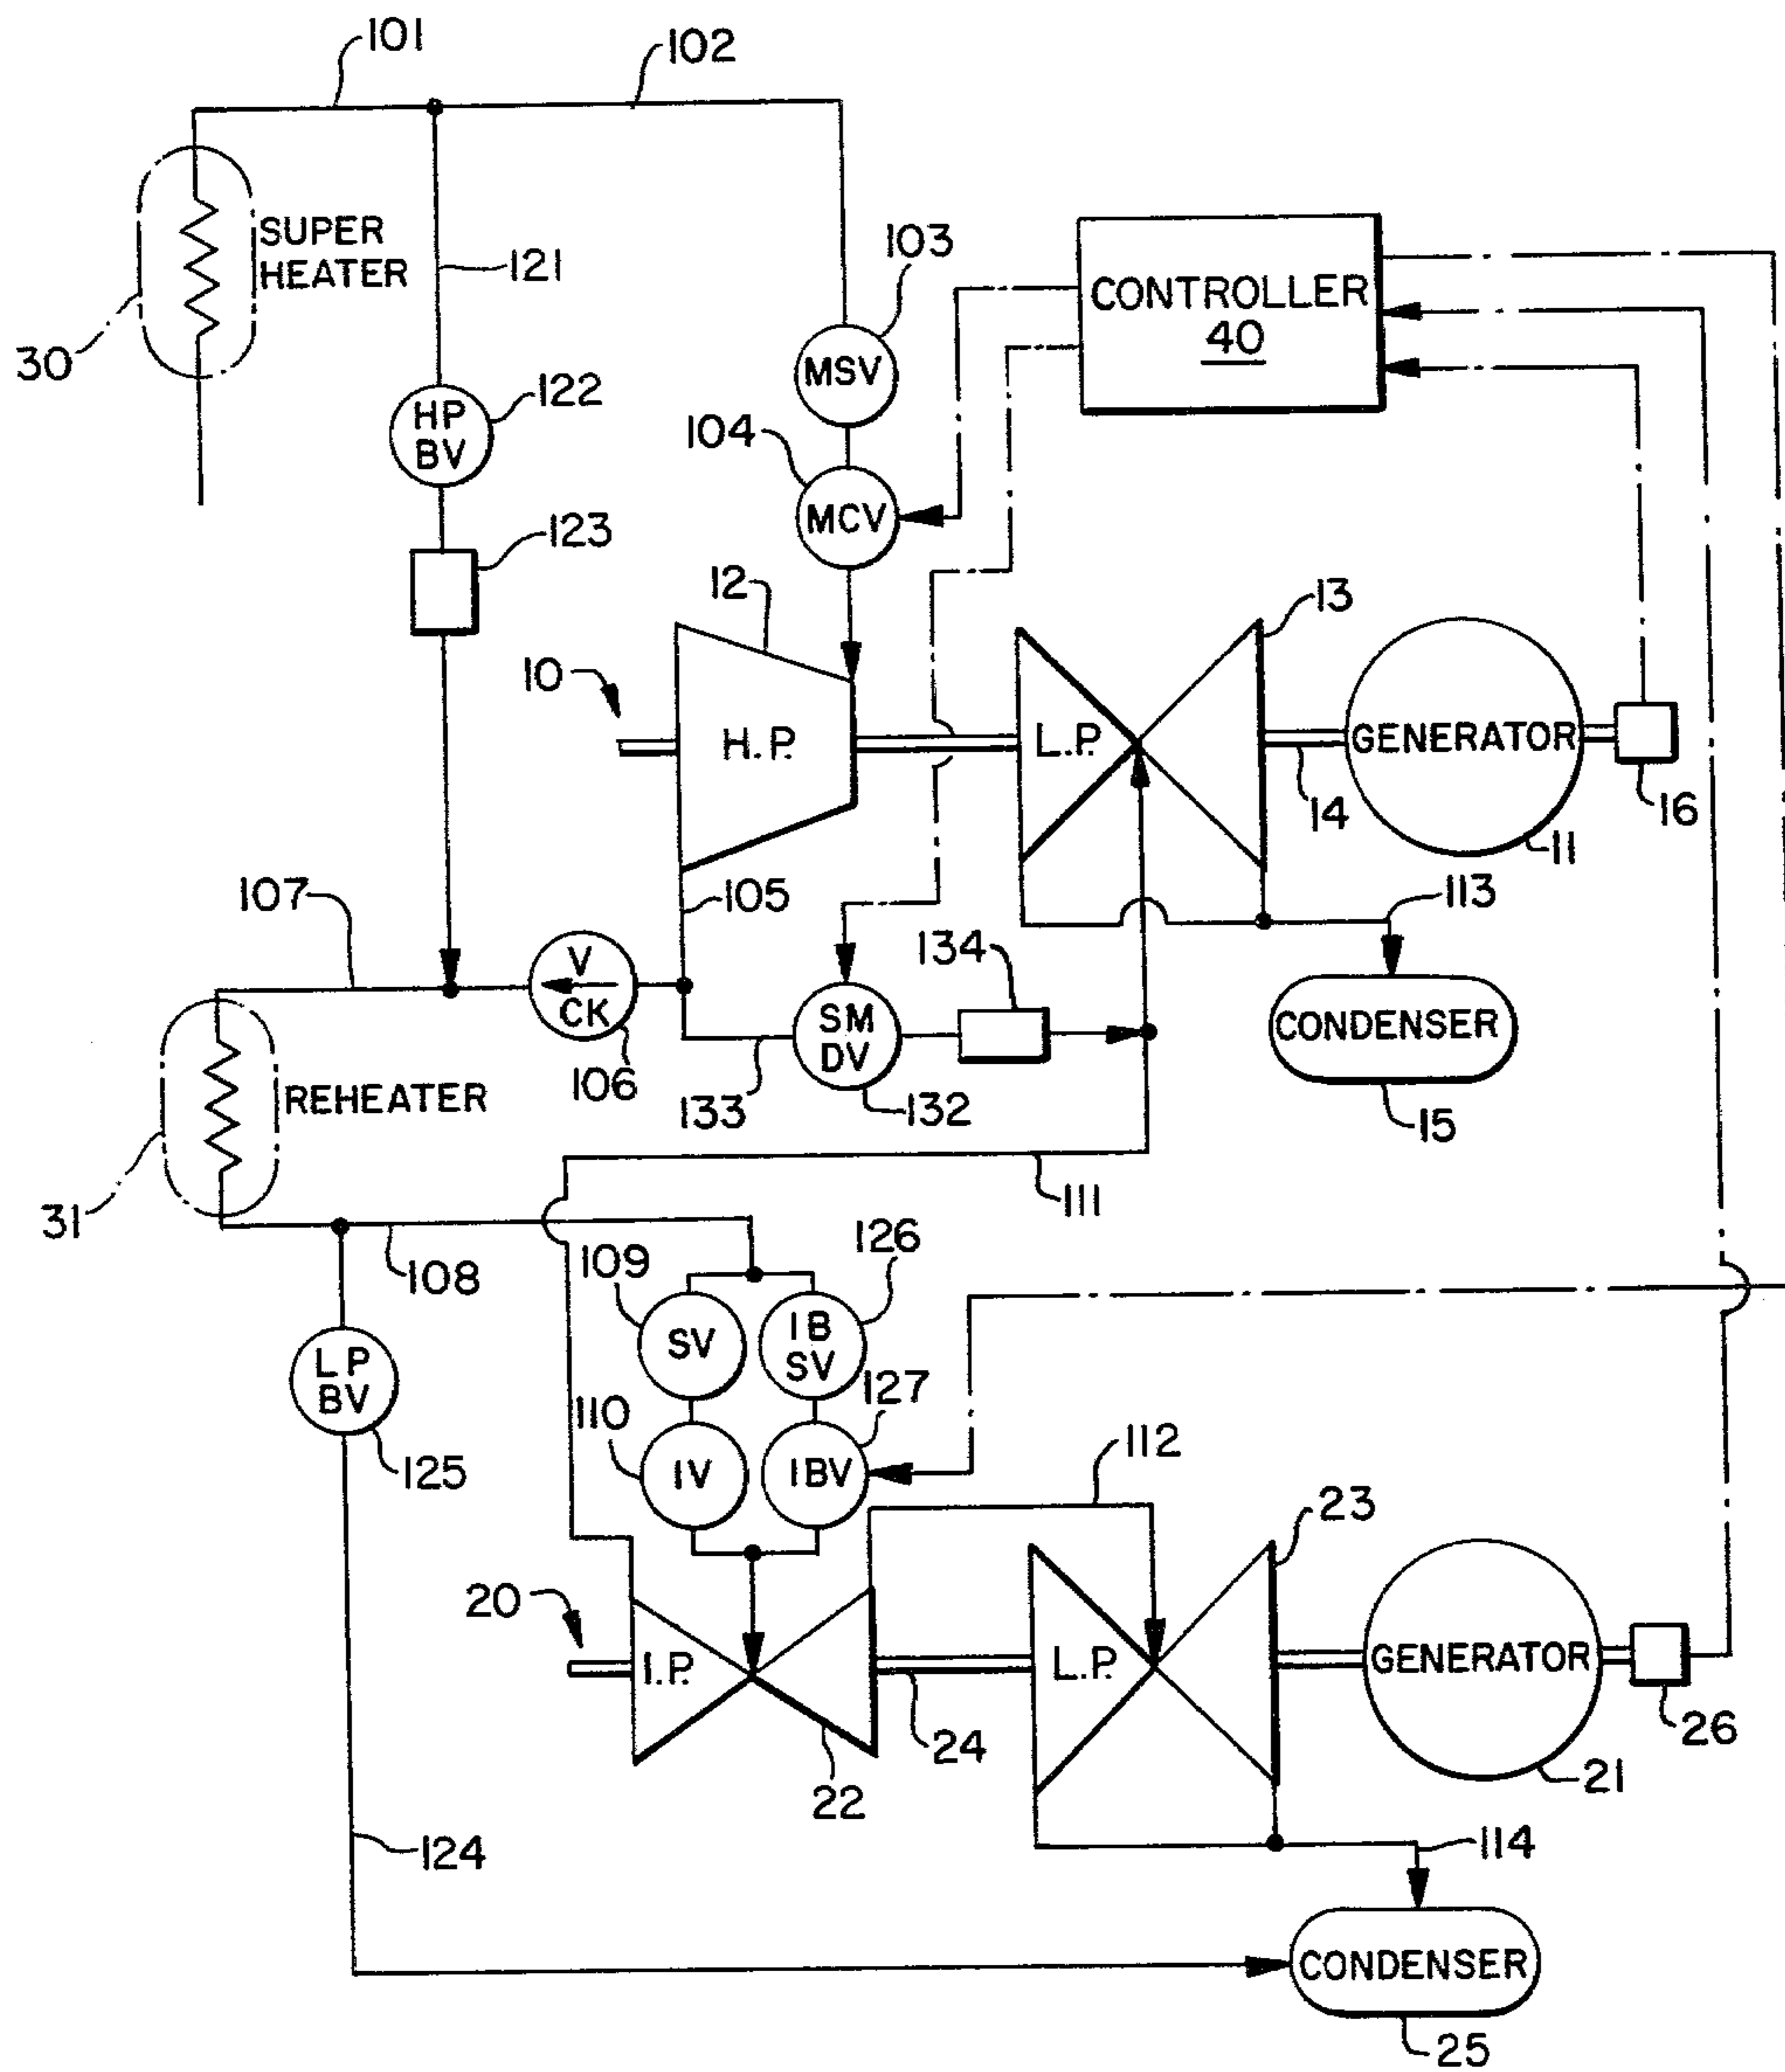 101
102
SUPER
HEATER
121
103
CONTROLLER
40
30
MSV
HP
BV
122
104
MCV
123
12
13
10
H.P.
L.P.
GENERATOR
14
16
11
107
105
113
134
V
CK
SM
DV
CONDENSER
106
REHEATER
133
132
15
31
111
126
109
108
SV
IB
SV
127
LP
BV
110
112
125
IV
IBV
23
20
I.P.
L.P.
GENERATOR
24
26
22
21
124
114
CONDENSER
25